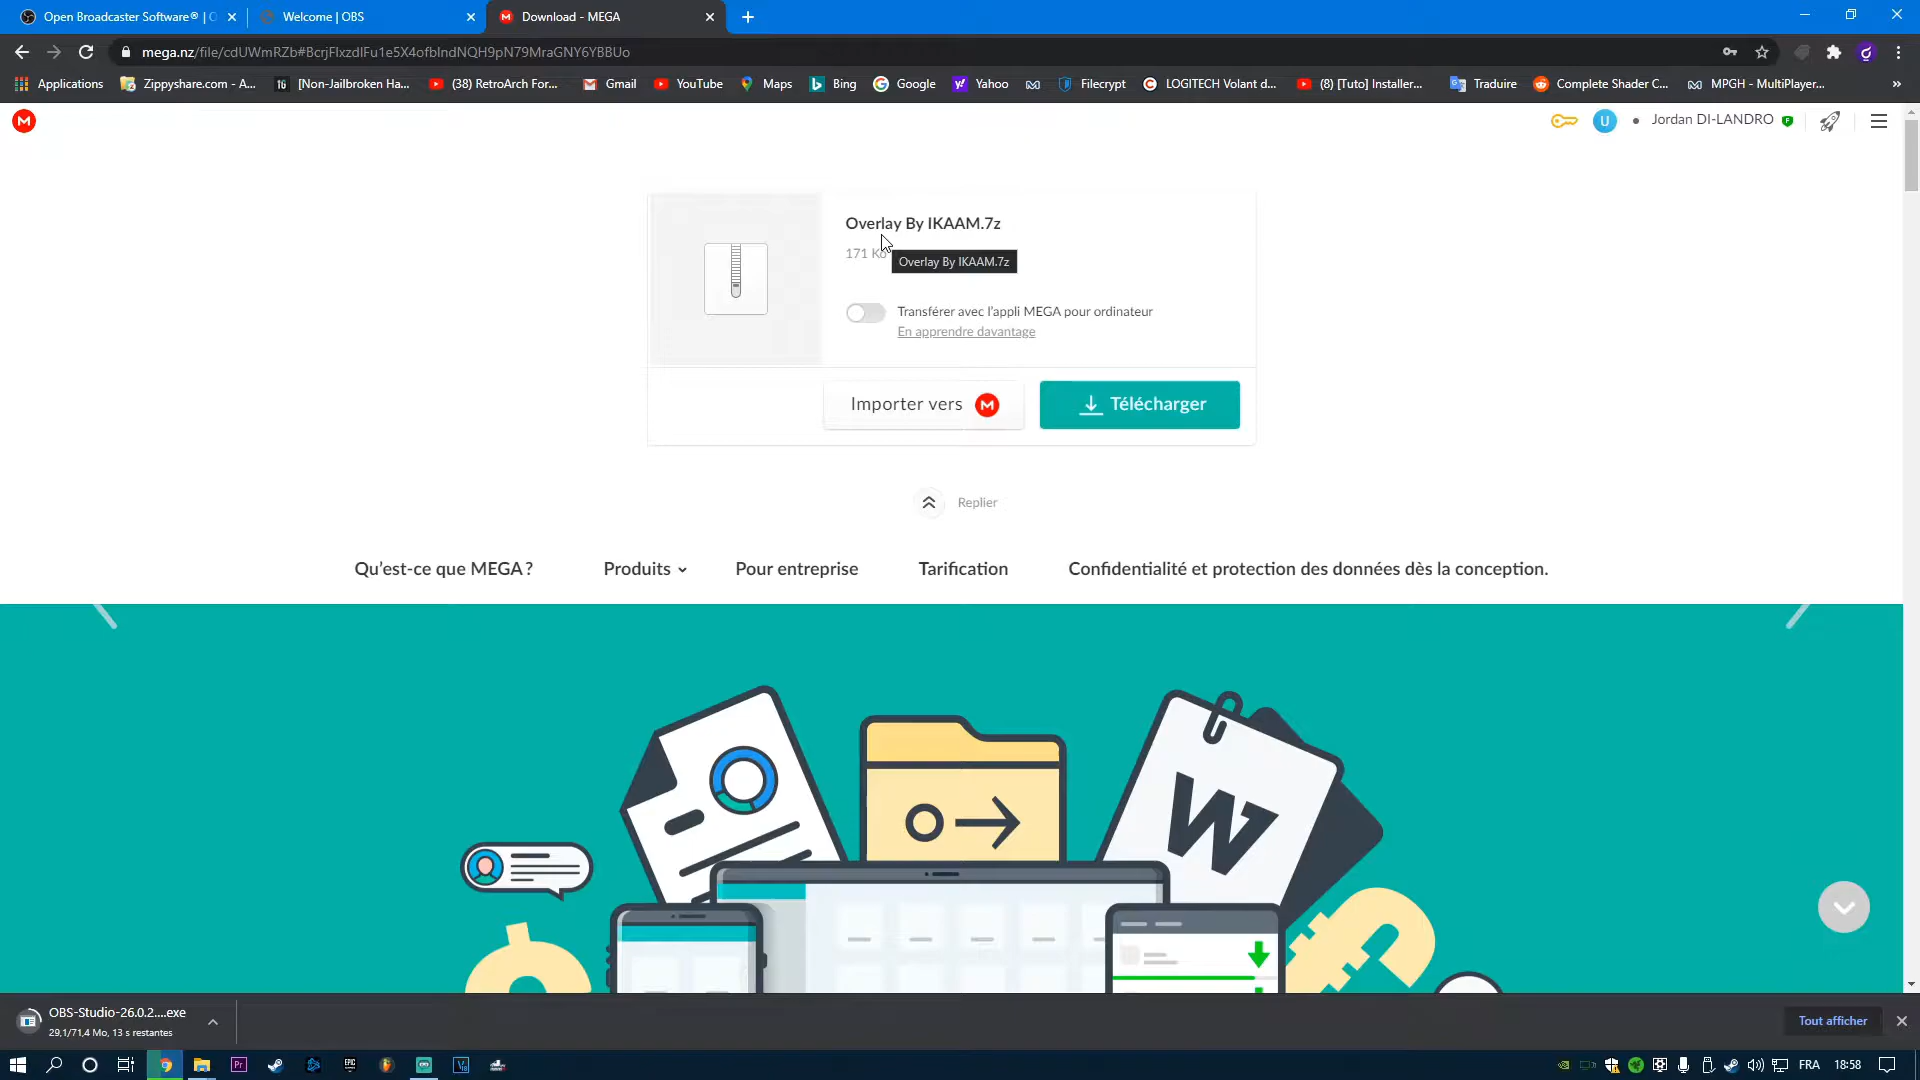 Open Broadcaster Software® | O
Welcome | OBS
Download - MEGA
mega.nz/file/cdUWmRZb#BcrjFlxzdIFu1e5X4ofbIndNQH9pN79MraGNY6YBBUo
Applications
Zippyshare.com - A...
[Non-Jailbroken Ha...
(38) RetroArch For...
Gmail
YouTube
Maps
Bing
Google
Yahoo
Filecrypt
LOGITECH Volant d...
(8) [Tuto] Installer...
Traduire
Complete Shader C...
MPGH - MultiPlayer...
U
Jordan DI-LANDRO
Overlay By IKAAM.7z
171 Ko
Overlay By IKAAM.7z
Transférer avec l'appli MEGA pour ordinateur
En apprendre davantage
Importer vers
Télécharger
Replier
Qu'est-ce que MEGA ?
Produits
Pour entreprise
Tarification
Confidentialité et protection des données dès la conception.
W
OBS-Studio-26.0.2....exe
29,1/71,4 Mo, 13 s restantes
Tout afficher
FRA
18:58